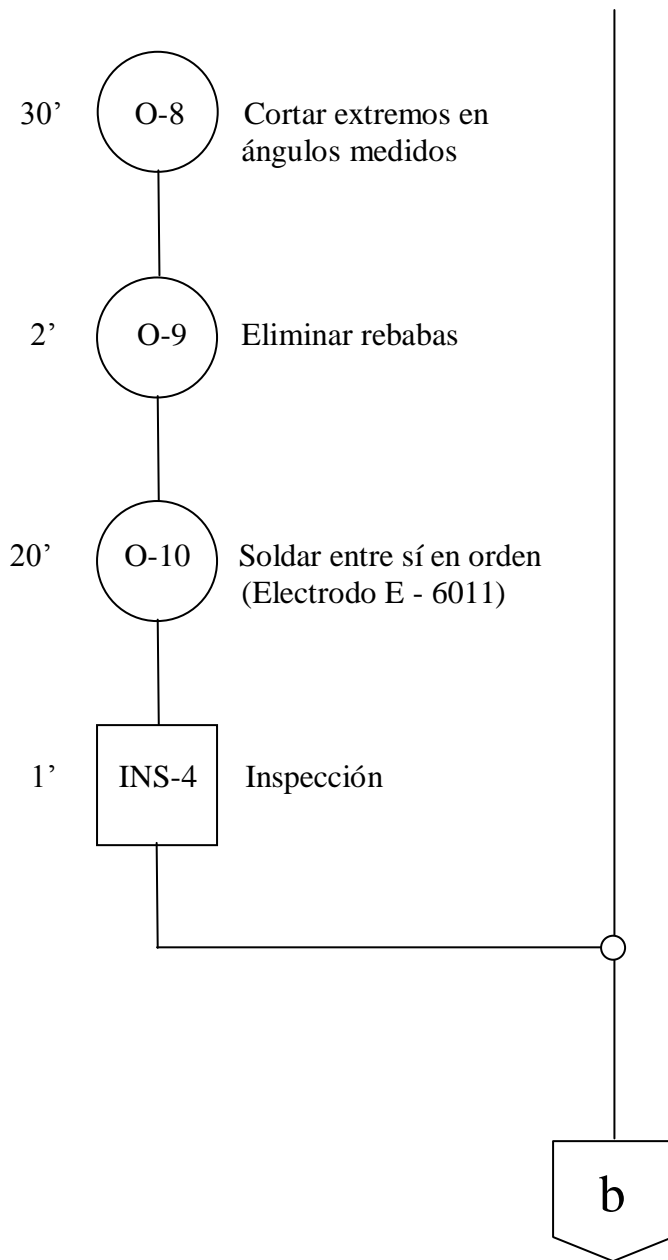 30’ O-8 Cortar extremos en
ángulos medidos
2’ O-9 Eliminar rebabas
20’ O-10 Soldar entre sí en orden
(Electrodo E - 6011)
1’ INS-4 Inspección
b